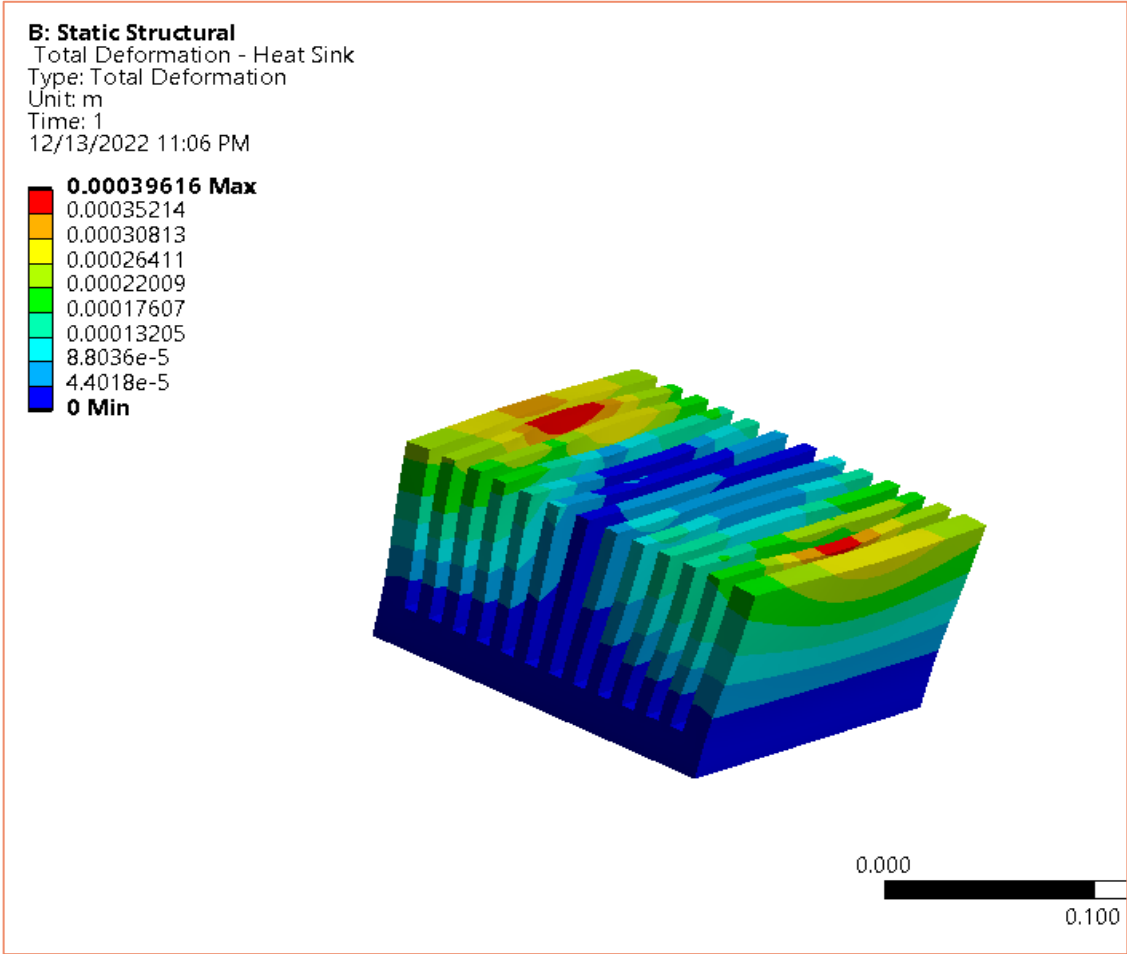 B: Static Structural
Total Deformation - Heat Sink
Type: Total Deformation
Unit: m
Time: 1
12/13/2022 11:06 PM
0.00039616 Max
0.00035214
0.00030813
0.00026411
0.00022009
0.00017607
0.00013205
8.8036e-5
4.4018e-5
0 Min
0.000
0.100